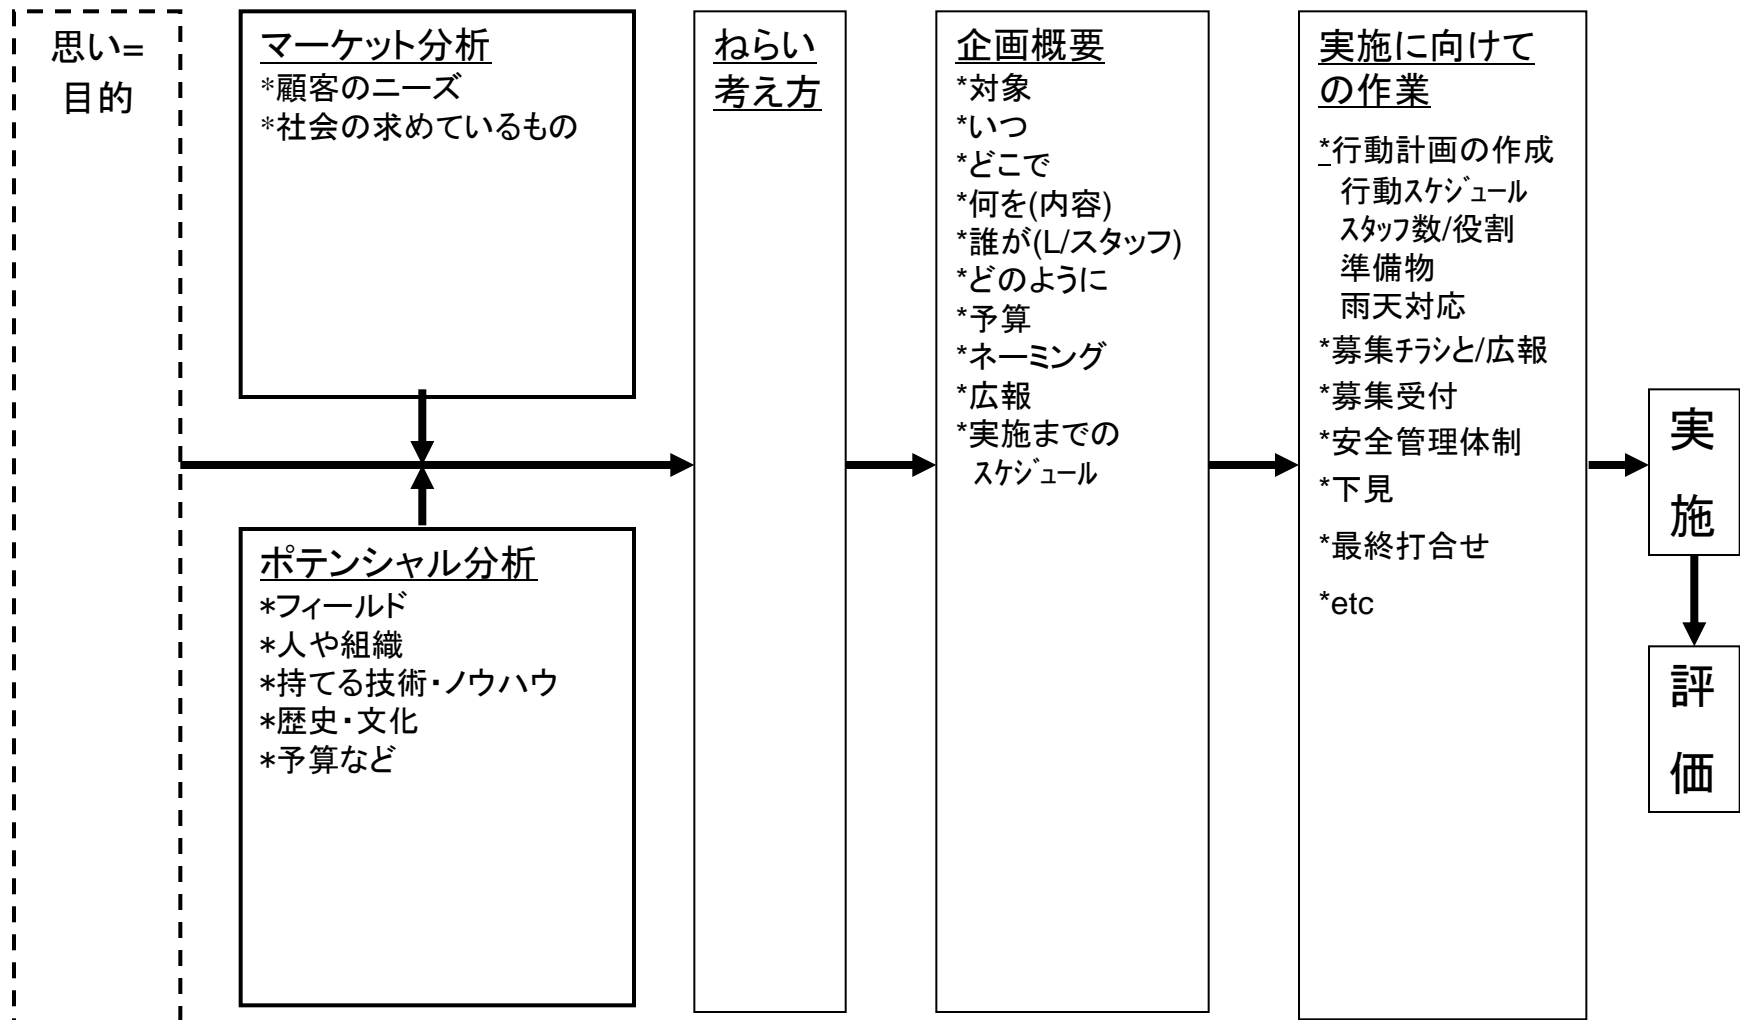 思い=
目的
マーケット分析
*顧客のニーズ
*社会の求めているもの
ポテンシャル分析
*フィールド
*人や組織
*持てる技術・ノウハウ
*歴史・文化
*予算など
ねらい
考え方
企画概要
*対象
*いつ
*どこで
*何を(内容)
*誰が(L/スタッフ)
*どのように
*予算
*ネーミング
*広報
*実施までの
ｽｹｼﾞｭｰﾙ
実施に向けて
の作業
*行動計画の作成
行動ｽｹｼﾞｭｰﾙ
ｽﾀｯﾌ数/役割
準備物
雨天対応
*募集ﾁﾗｼと/広報
*募集受付
*安全管理体制
*下見
*最終打合せ
*etc
実
施
評
価